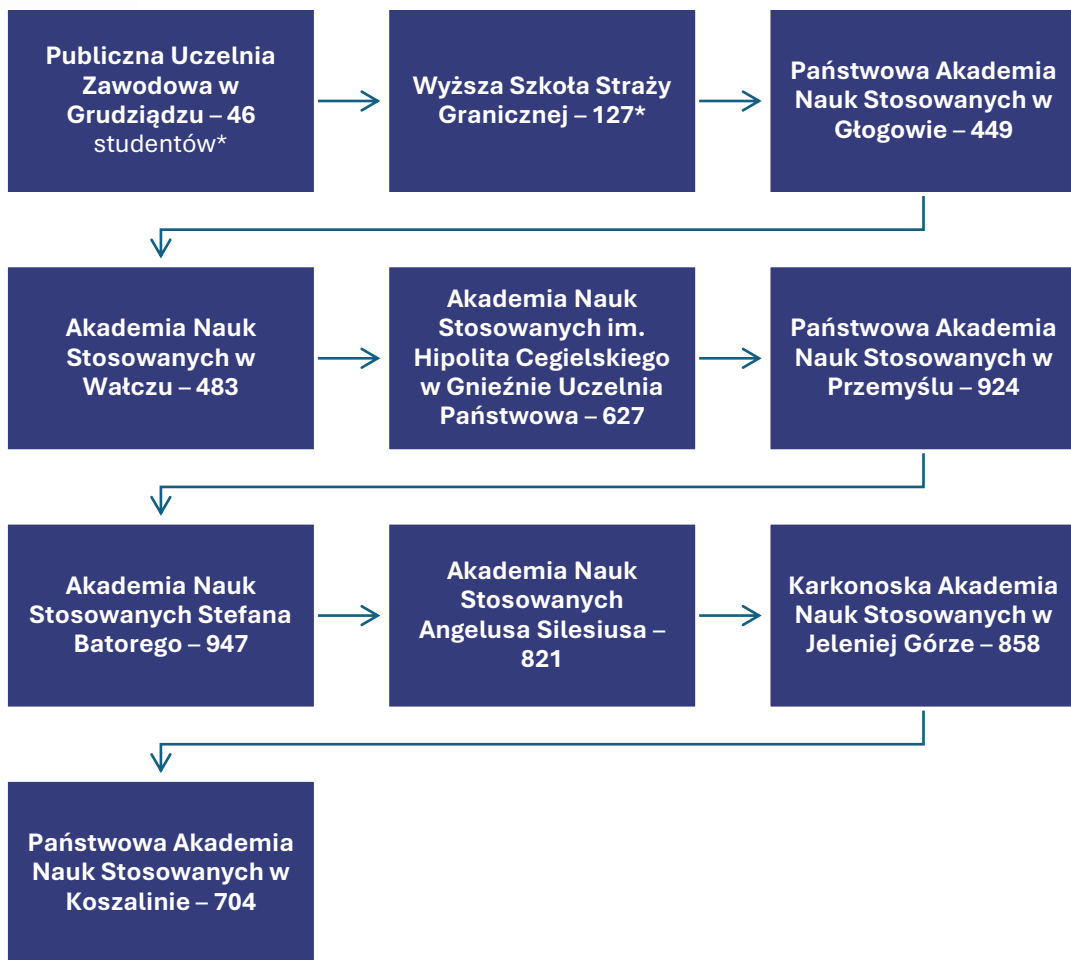 Publiczna Uczelnia
Zawodowa w
Grudziądzu – 46
studentów*
Wyższa Szkoła Straży
Granicznej – 127*
Państwowa Akademia
Nauk Stosowanych w
Głogowie – 449
Akademia Nauk
Stosowanych w
Wałczu – 483
Akademia Nauk
Stosowanych im.
Hipolita Cegielskiego
w Gnieźnie Uczelnia
Państwowa – 627
Państwowa Akademia
Nauk Stosowanych w
Przemyślu – 924
Akademia Nauk
Stosowanych Stefana
Batorego – 947
Akademia Nauk
Stosowanych
Angelusa Silesiusa –
821
Karkonoska Akademia
Nauk Stosowanych w
Jeleniej Górze – 858
Państwowa Akademia
Nauk Stosowanych w
Koszalinie – 704